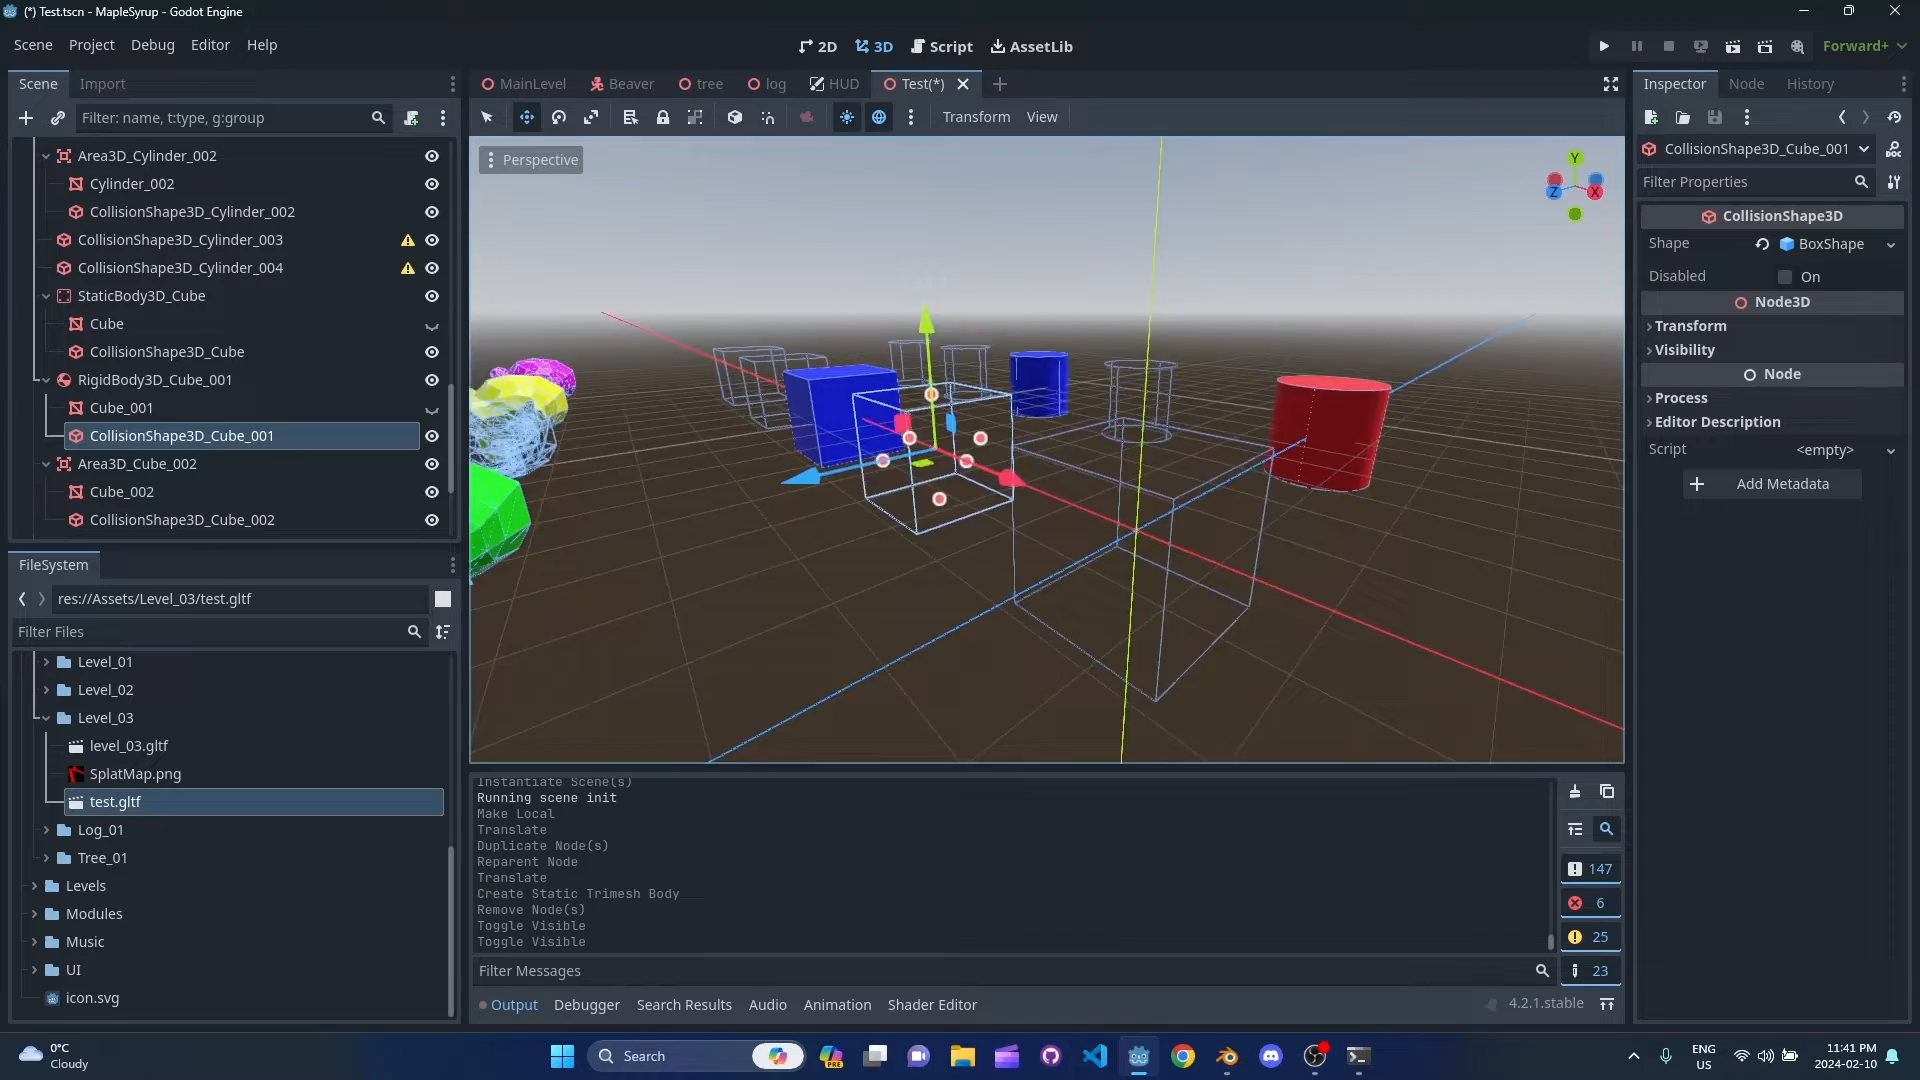 (*) Test.tscn - MapleSyrup - Godot Engine
Scene Project Debug Editor Help
2D 3D Script AssetLib
Forward+
Scene Import
MainLevel Beaver tree log HUD Test(*)
Inspector Node History
Filter: name, t:type, g:group
Transform View
Area3D_Cylinder_002
Cylinder_002
CollisionShape3D_Cylinder_002
CollisionShape3D_Cylinder_003
CollisionShape3D_Cylinder_004
StaticBody3D_Cube
Cube
CollisionShape3D_Cube
RigidBody3D_Cube_001
Cube_001
CollisionShape3D_Cube_001
Area3D_Cube_002
Cube_002
CollisionShape3D_Cube_002
Perspective
Y
Z
X
CollisionShape3D_Cube_001
Filter Properties
CollisionShape3D
Shape BoxShape
Disabled On
Node3D
Transform
Visibility
Node
Process
Editor Description
Script <empty>
Add Metadata
FileSystem
res://Assets/Level_03/test.gltf
Filter Files
Level_01
Level_02
Level_03
level_03.gltf
SplatMap.png
test.gltf
Log_01
Tree_01
Levels
Modules
Music
UI
icon.svg
Instantiate Scene(s)
Running scene init
Make Local
Translate
Duplicate Node(s)
Reparent Node
Translate
Create Static Trimesh Body
Remove Node(s)
Toggle Visible
Toggle Visible
147
6
25
23
Filter Messages
Output Debugger Search Results Audio Animation Shader Editor
4.2.1.stable
0°C
Cloudy
Search
PRE
ENG
US
11:41 PM
2024-02-10